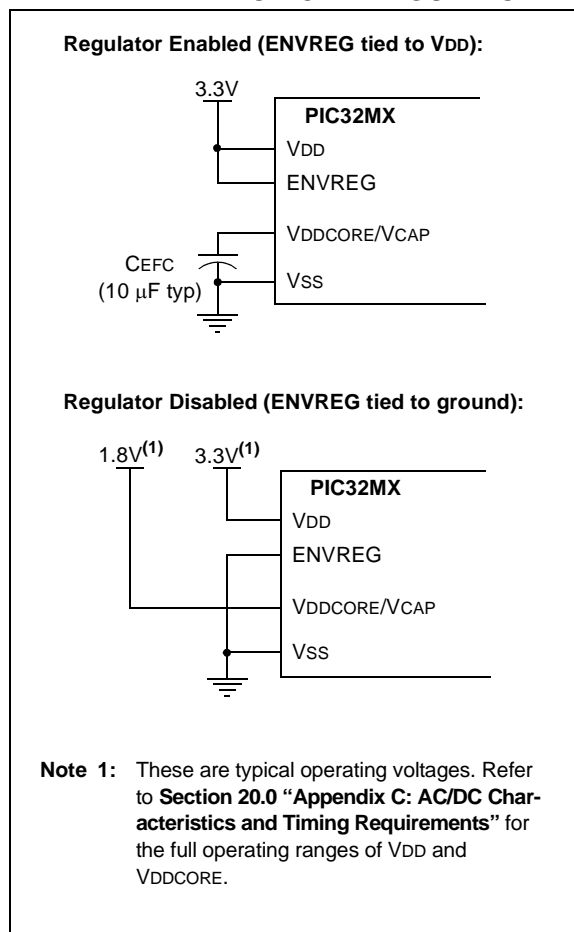 Regulator Enabled (ENVREG tied to VDD):
3.3V
PIC32MX
VDD
ENVREG
VDDCORE/VCAP
CEFC
(10 μF typ)
VSS
Regulator Disabled (ENVREG tied to ground):
1.8V(1)
3.3V(1)
PIC32MX
VDD
ENVREG
VDDCORE/VCAP
VSS
Note 1: These are typical operating voltages. Refer
to Section 20.0 “Appendix C: AC/DC Char-
acteristics and Timing Requirements” for
the full operating ranges of VDD and
VDDCORE.